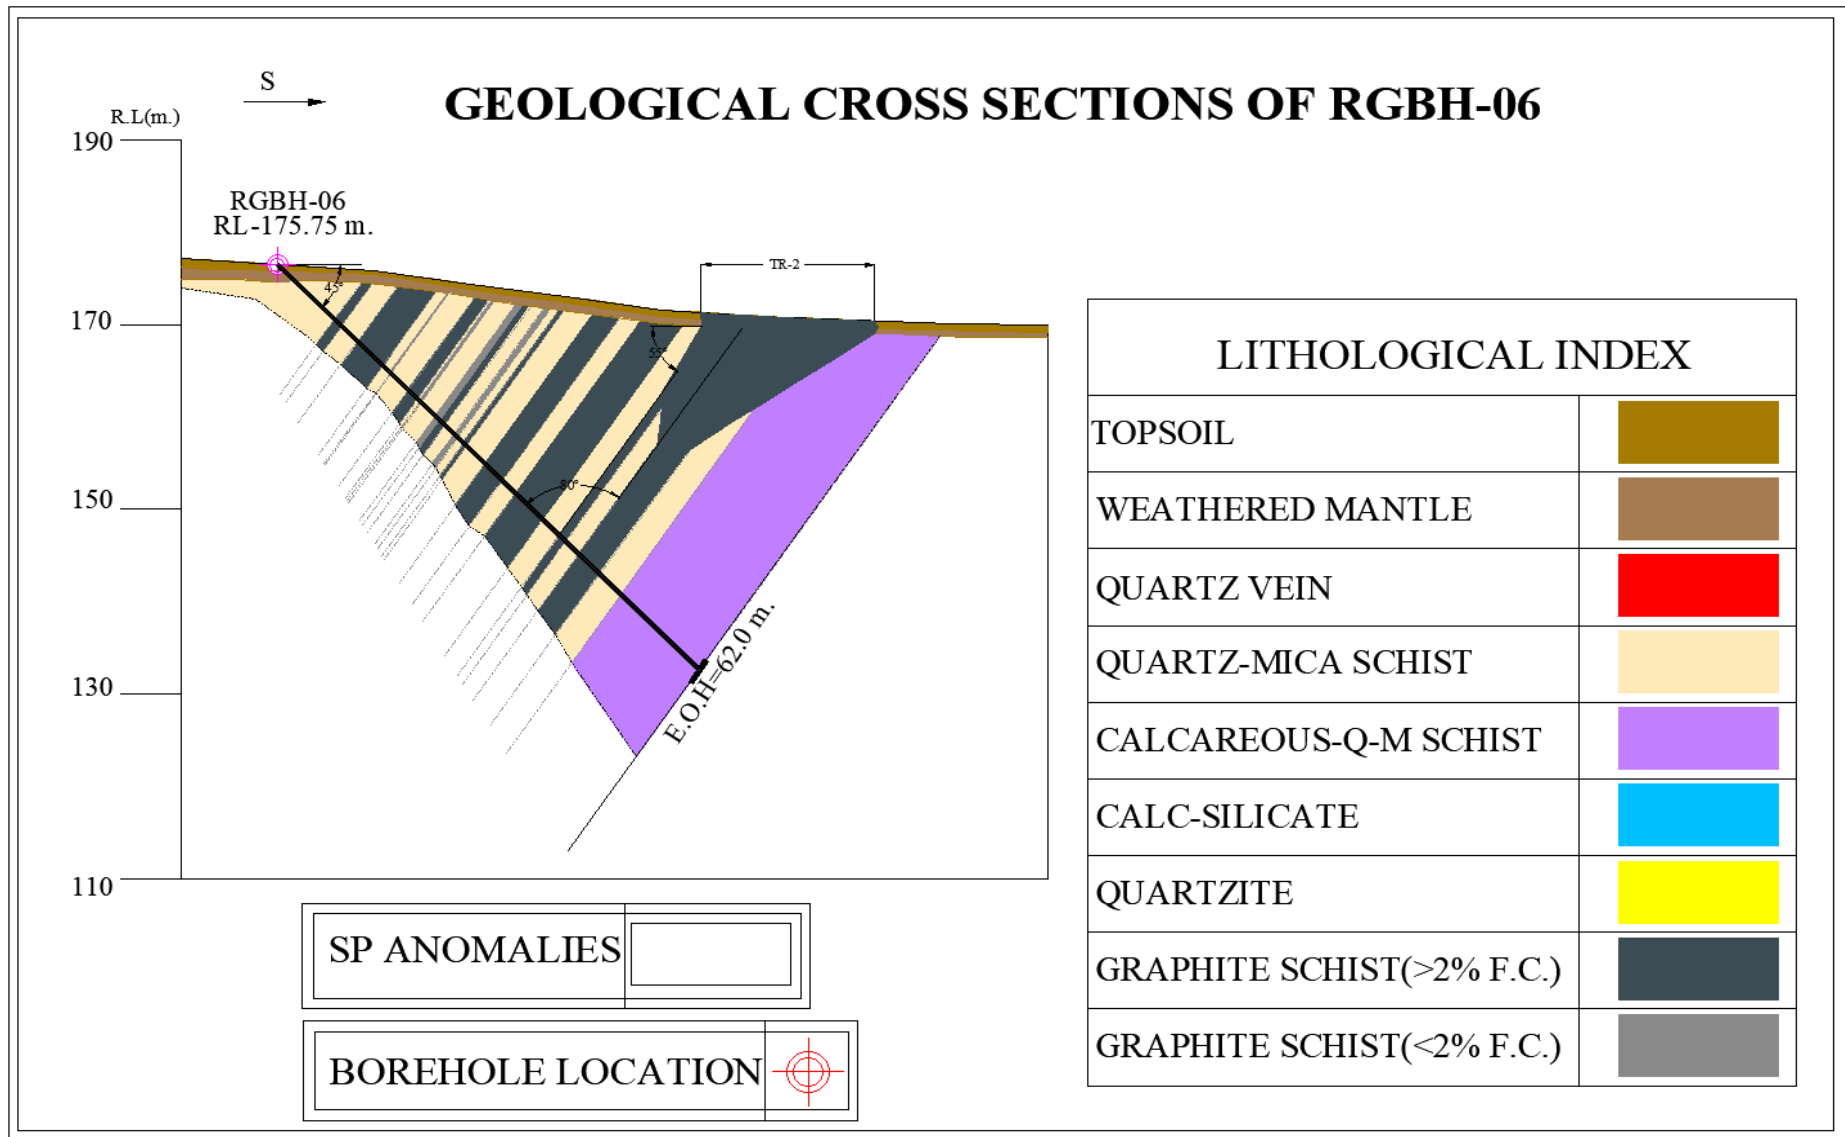 S
GEOLOGICAL CROSS SECTIONS OF RGBH-06
R.L(m.)
190
RGBH-06
RL-175.75 m.
TR-2
45°
170
55°
150
80°
130
E.O.H=62.0 m.
110
LITHOLOGICAL INDEX
TOPSOIL
WEATHERED MANTLE
QUARTZ VEIN
QUARTZ-MICA SCHIST
CALCAREOUS-Q-M SCHIST
CALC-SILICATE
QUARTZITE
GRAPHITE SCHIST(>2% F.C.)
GRAPHITE SCHIST(<2% F.C.)
SP ANOMALIES
BOREHOLE LOCATION